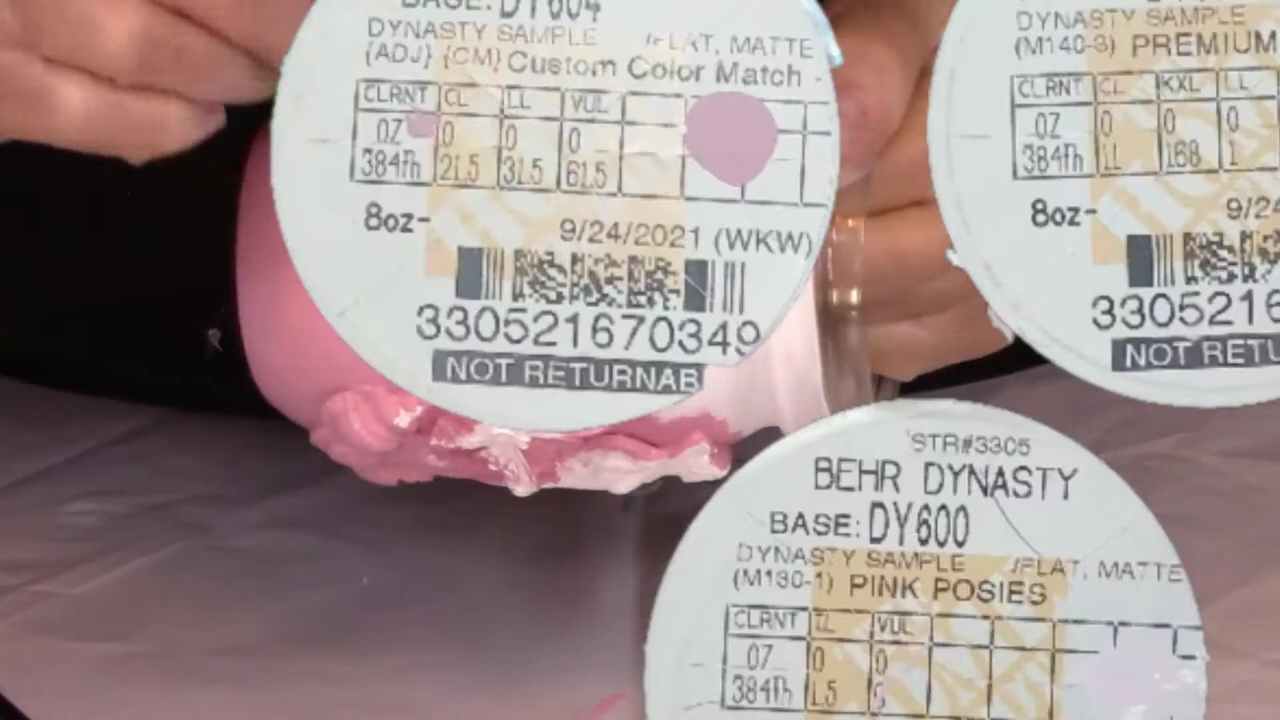 BASE: DY604
DYNASTY SAMPLE /FLAT, MATTE
{ADJ} {CM} Custom Color Match -
CLRNT CL LL VUL
OZ 0 0 0
384Th 21.5 31.5 61.5
8oz-
9/24/2021 (WKW)
330521670349
NOT RETURNAB
DYNASTY SAMPLE
(M140-3) PREMIUM
CLRNT CL KXL LL
OZ 0 0 0
384Th 11 168 1
8oz-
9/24
3305216
NOT RETU
STR#3305
BEHR DYNASTY
BASE: DY600
DYNASTY SAMPLE /FLAT, MATTE
(M130-1) PINK POSIES
CLRNT VUL
OZ 0 0
384Th 1.5